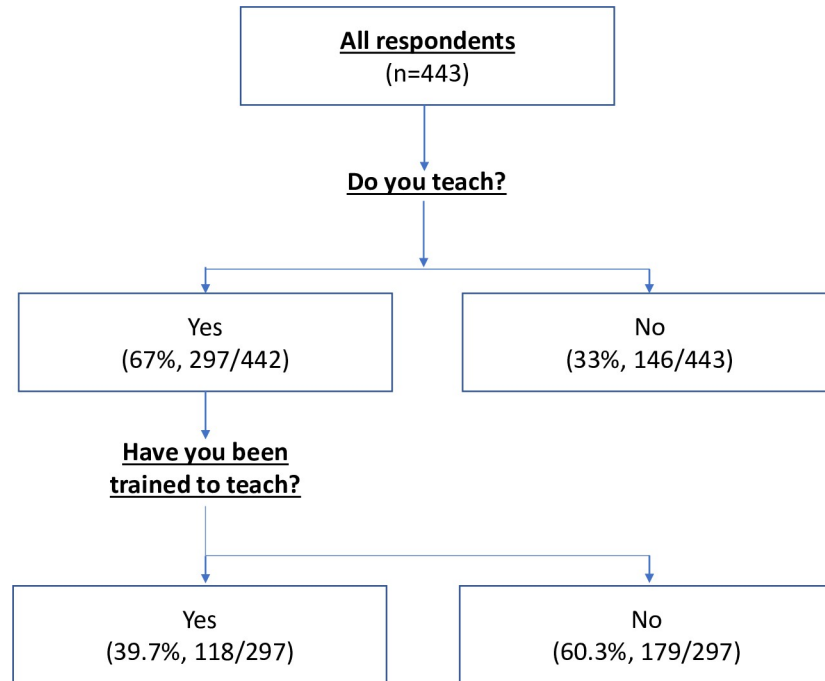 All respondents
(n=443)
Do you teach?
Yes
(67%, 297/442)
No
(33%, 146/443)
Have you been
trained to teach?
Yes
(39.7%, 118/297)
No
(60.3%, 179/297)